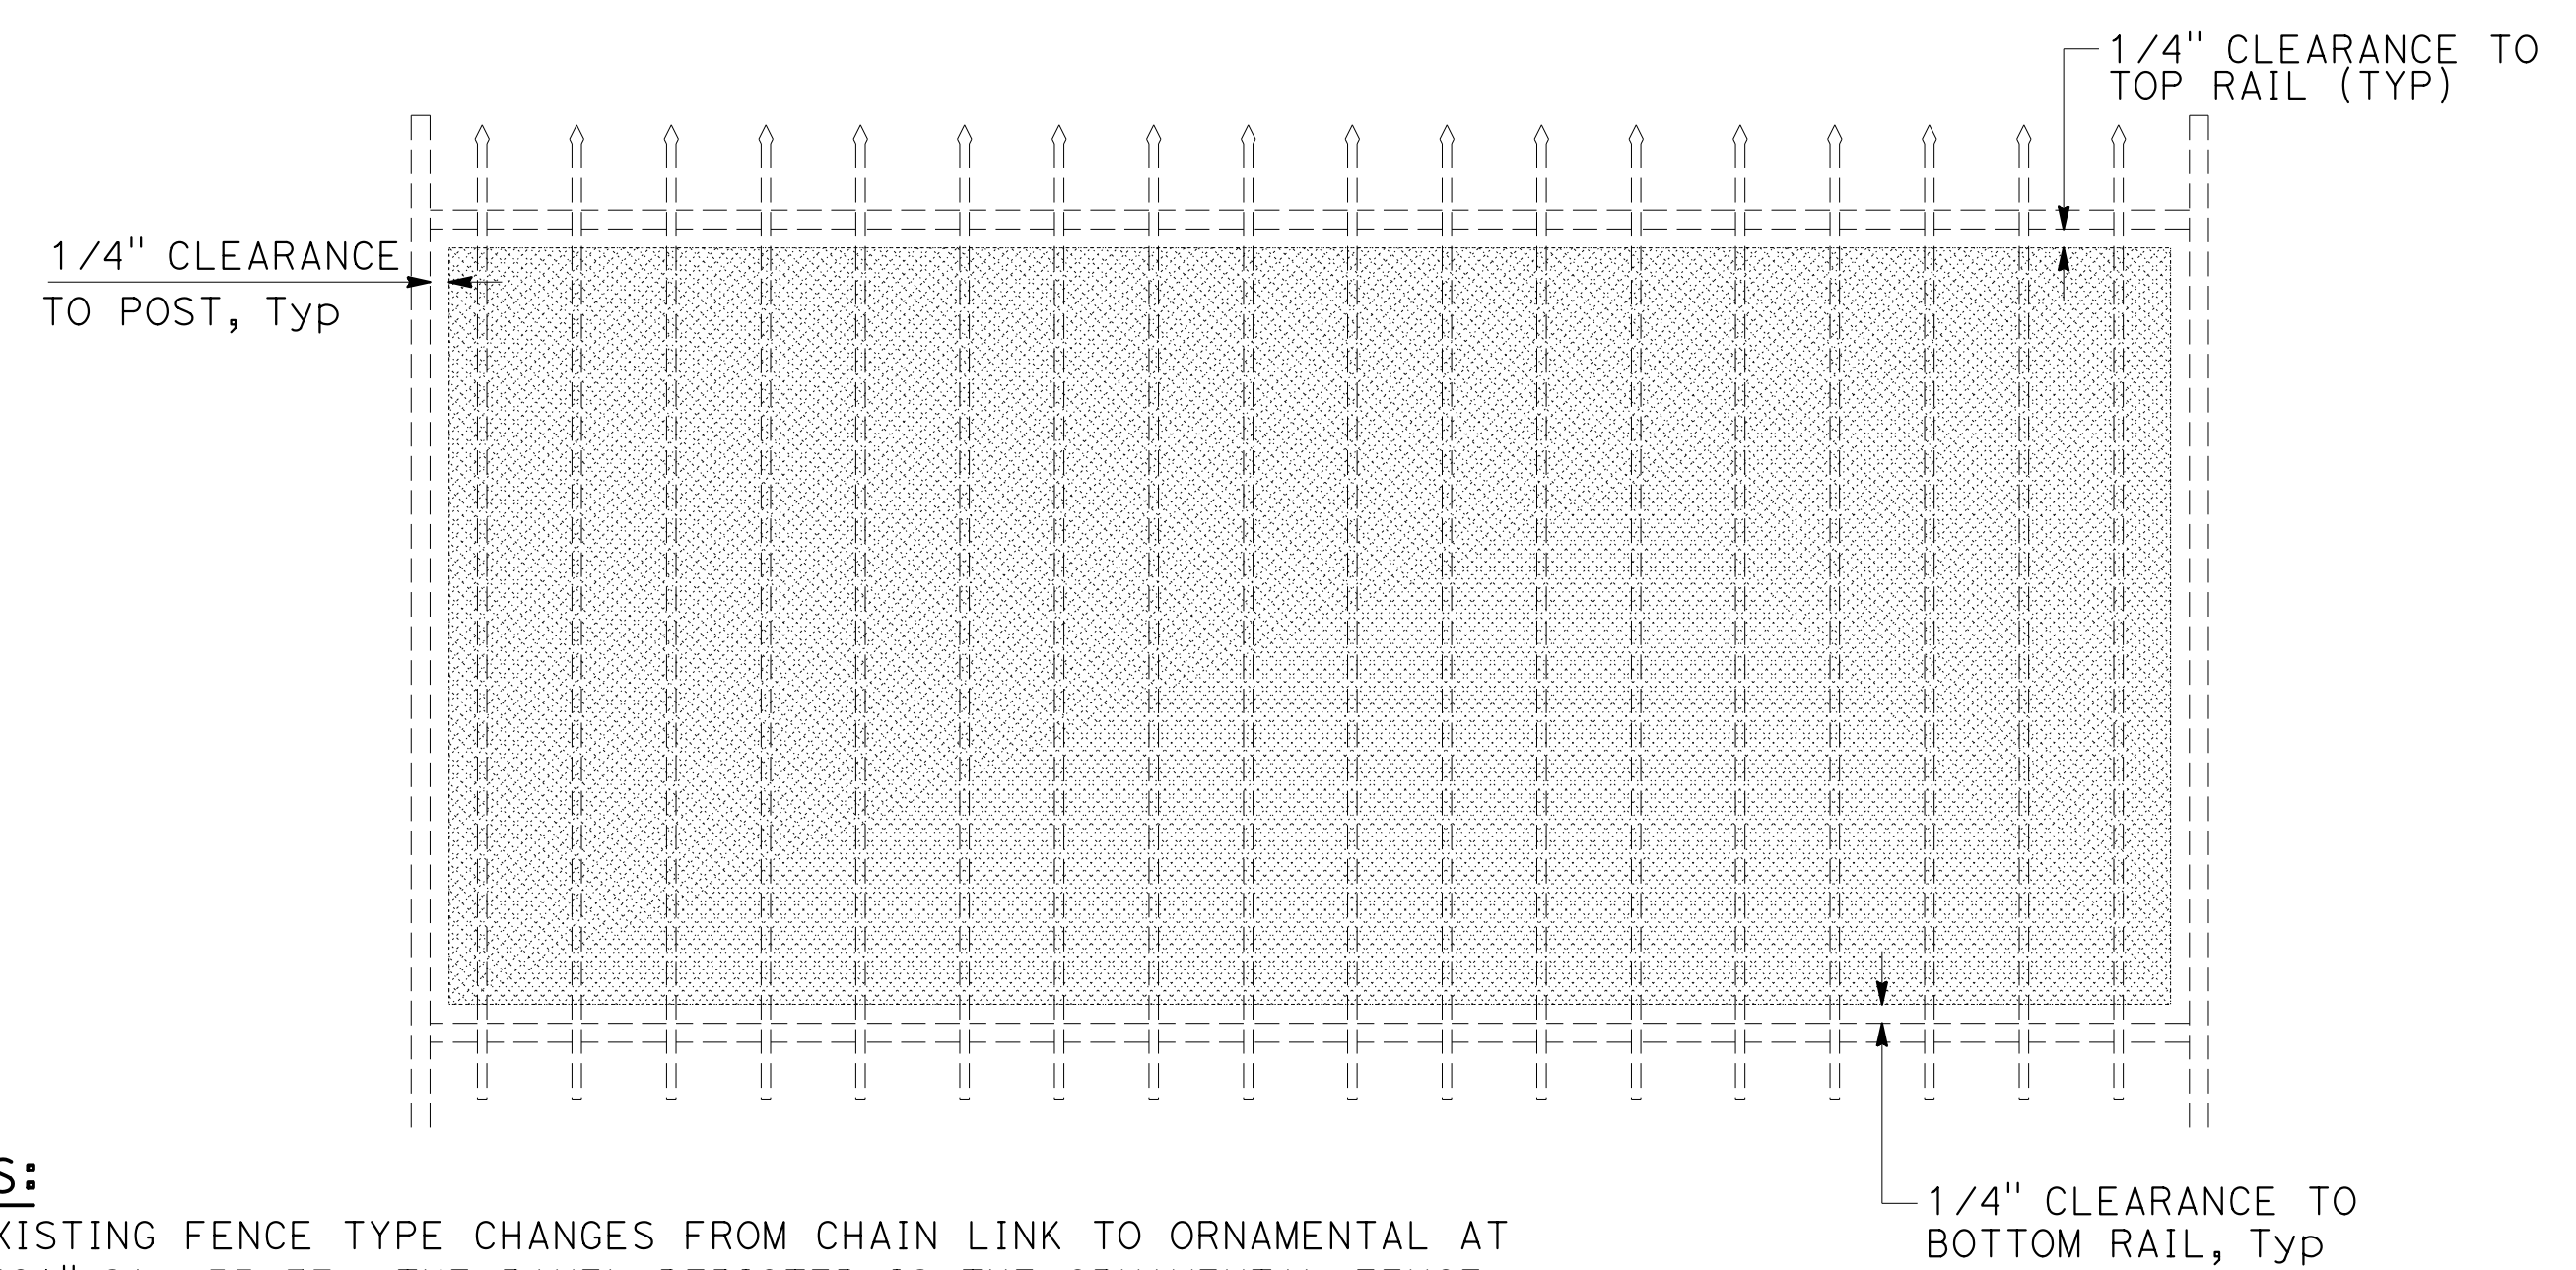 1/4" CLEARANCE TO
TOP RAIL (TYP)
1/4" CLEARANCE
TO POST, Typ
1/4" CLEARANCE TO
BOTTOM RAIL, Typ
FENCE TYPE CHANGES FROM CHAIN LINK TO ORNAMENTAL AT